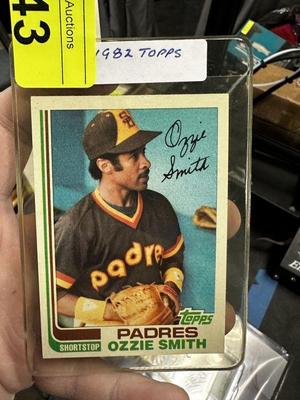 43
Auctions
1982 TOPPS
SD
Ozzie
Smith
padres
topps
PADRES
SHORTSTOP
OZZIE SMITH